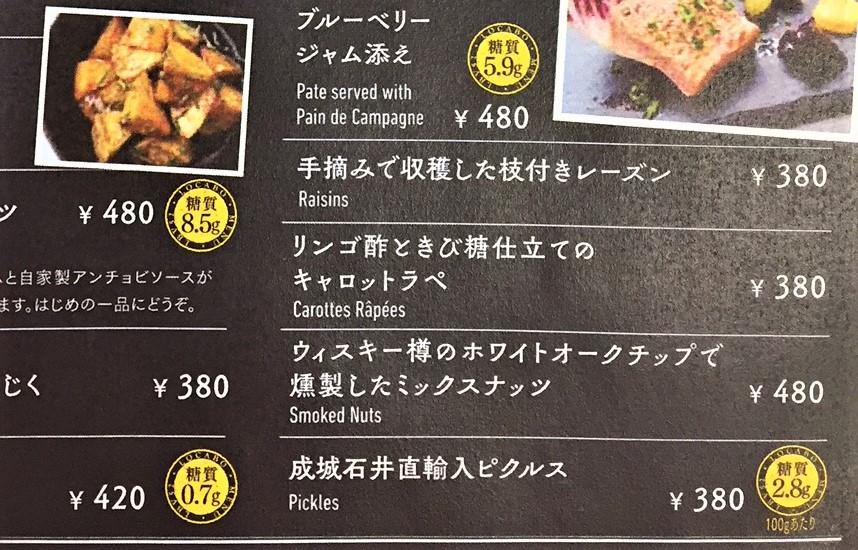 ブルーベリー
ジャム添え
Pate served with
Pain de Campagne
¥ 480
糖質
5.9g
手摘みで収穫した枝付きレーズン
Raisins
¥ 380
リンゴ酢ときび糖仕立ての
キャロットラペ
Carottes Râpées
¥ 380
ウィスキー樽のホワイトオークチップで
燻製したミックスナッツ
Smoked Nuts
¥ 480
成城石井直輸入ピクルス
Pickles
¥ 380
LOCABO MENU
糖質
2.8g
100gあたり
ツ
¥ 480
LOCABO MENU
糖質
8.5g
と自家製アンチョビソースが
ます。はじめの一品にどうぞ。
じく
¥ 380
¥ 420
LOCABO MENU
糖質
0.7g